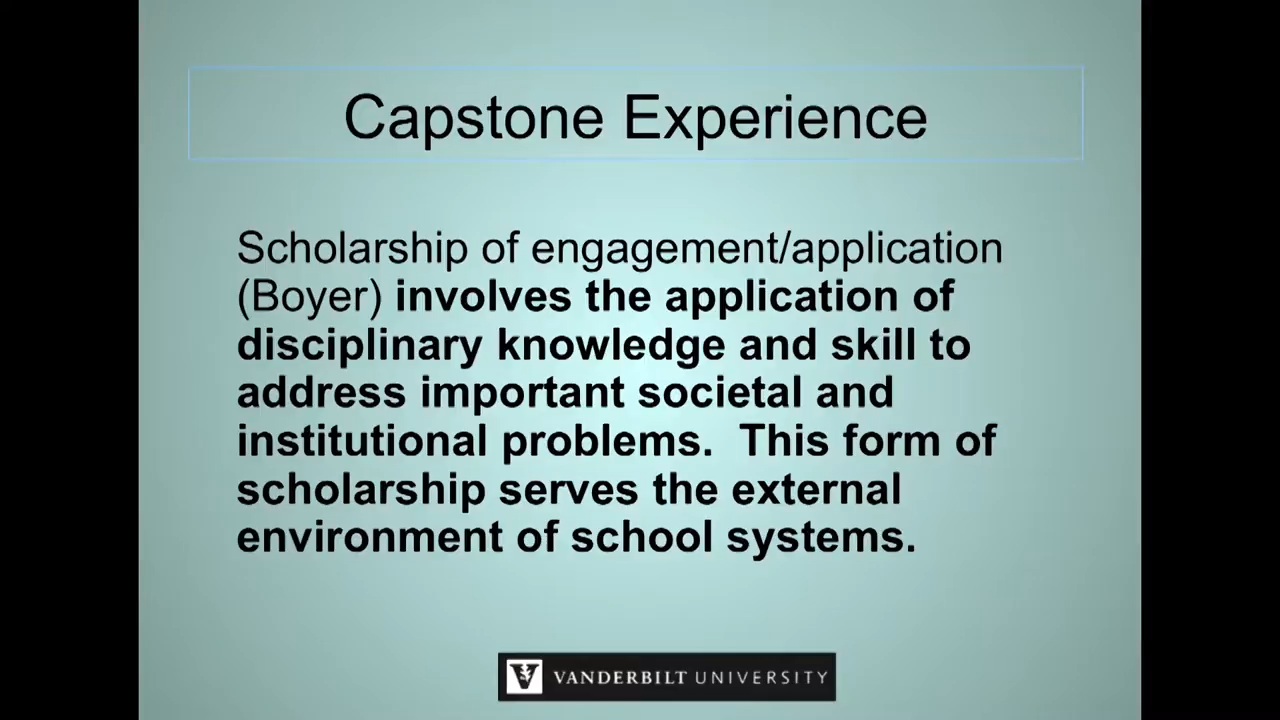 Capstone Experience
Scholarship of engagement/application
(Boyer) involves the application of
disciplinary knowledge and skill to
address important societal and
institutional problems.  This form of
scholarship serves the external
environment of school systems.
V VANDERBILT UNIVERSITY